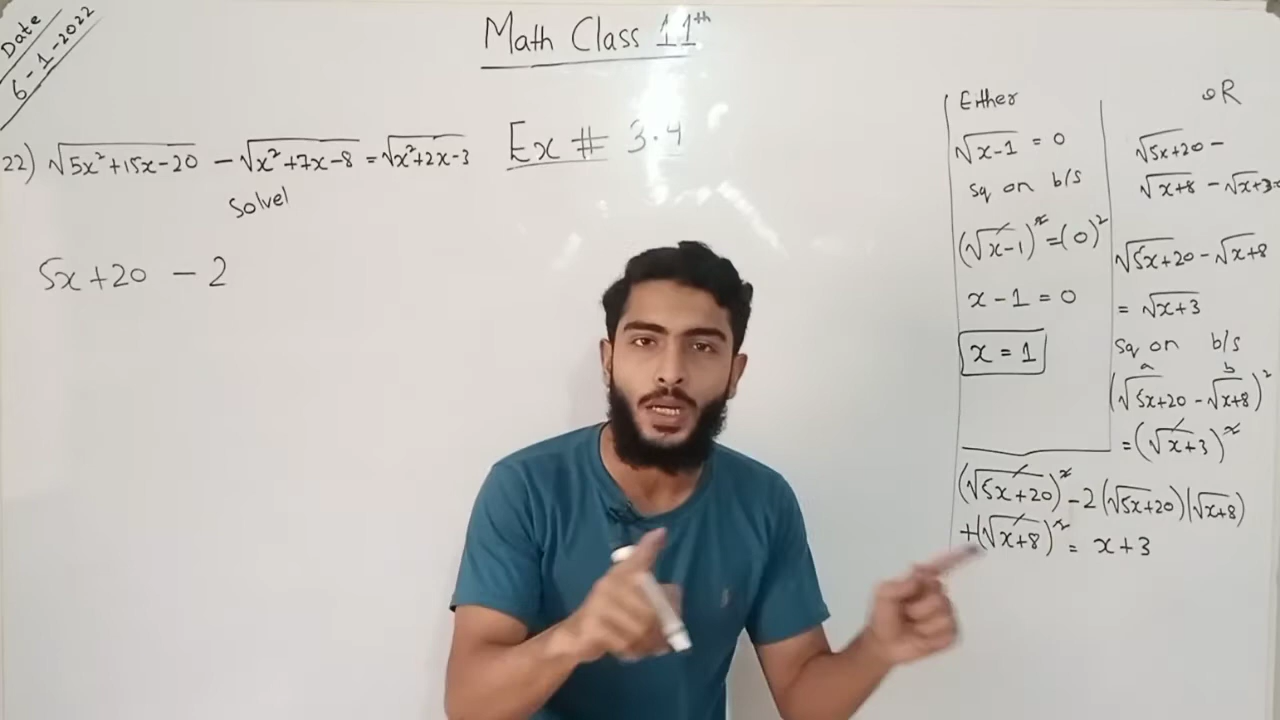 Date
6-1-2022
Math Class 11th
Ex # 3.4
22) √5x²+15x-20 - √x²+7x-8 = √x²+2x-3
Solve
5x+20 - 2
Either
√x-1 = 0
Sq on b/s
(√x-1)² = (0)²
x-1 = 0
x = 1
OR
√5x+20 -
√x+8 - √x+3
√5x+20 - √x+8
= √x+3
Sq on b/s
a b
(√5x+20 - √x+8)²
= (√x+3)²
(√5x+20)² - 2(√5x+20)(√x+8)
+(√x+8)² = x+3